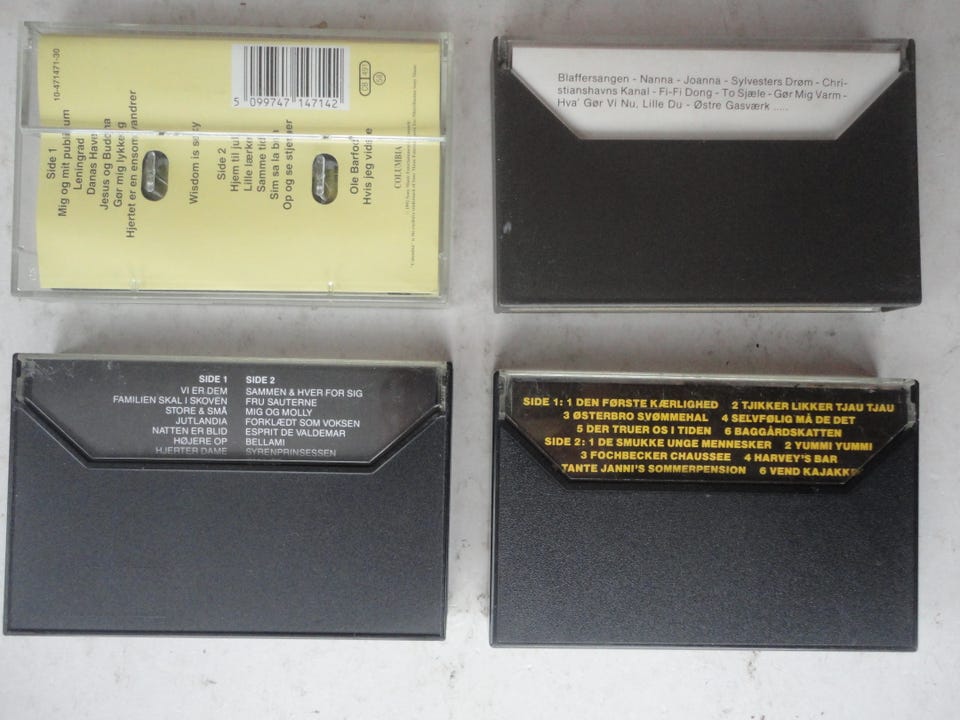 10-471471-30
5 099747 147142
Side 1
Mig og mit publikum
Leningrad
Danas Have
Jesus og Buddha
Gør mig lykkelig
Hjertet er en ensom vandrer
Wisdom is sexy
Side 2
Hjem til jul
Lille lærke
Samme tid
Sim sa la bim
Op og se stjerner
Ole Barfod
Hvis jeg vidste
COLUMBIA
Blaffersangen - Nanna - Joanna - Sylvesters Drøm - Chri-
stianshavns Kanal - Fi-Fi Dong - To Sjæle - Gør Mig Varm -
Hva' Gør Vi Nu, Lille Du - Østre Gasværk .....
SIDE 1
VI ER DEM
FAMILIEN SKAL I SKOVEN
STORE & SMÅ
JUTLANDIA
NATTEN ER BLID
HØJERE OP
HJERTER DAME
SIDE 2
SAMMEN & HVER FOR SIG
FRU SAUTERNE
MIG OG MOLLY
FORKLÆDT SOM VOKSEN
ESPRIT DE VALDEMAR
BELLAMI
SYRENPRINSESSEN
SIDE 1: 1 DEN FØRSTE KÆRLIGHED 2 TJIKKER LIKKER TJAU TJAU
3 ØSTERBRO SVØMMEHAL 4 SELVFØLIG MÅ DE DET
5 DER TRUER OS I TIDEN 6 BAGGÅRDSKATTEN
SIDE 2: 1 DE SMUKKE UNGE MENNESKER 2 YUMMI YUMMI
3 FOCHBECKER CHAUSSEE 4 HARVEY'S BAR
TANTE JANNI'S SOMMERPENSION 6 VEND KAJAKKE